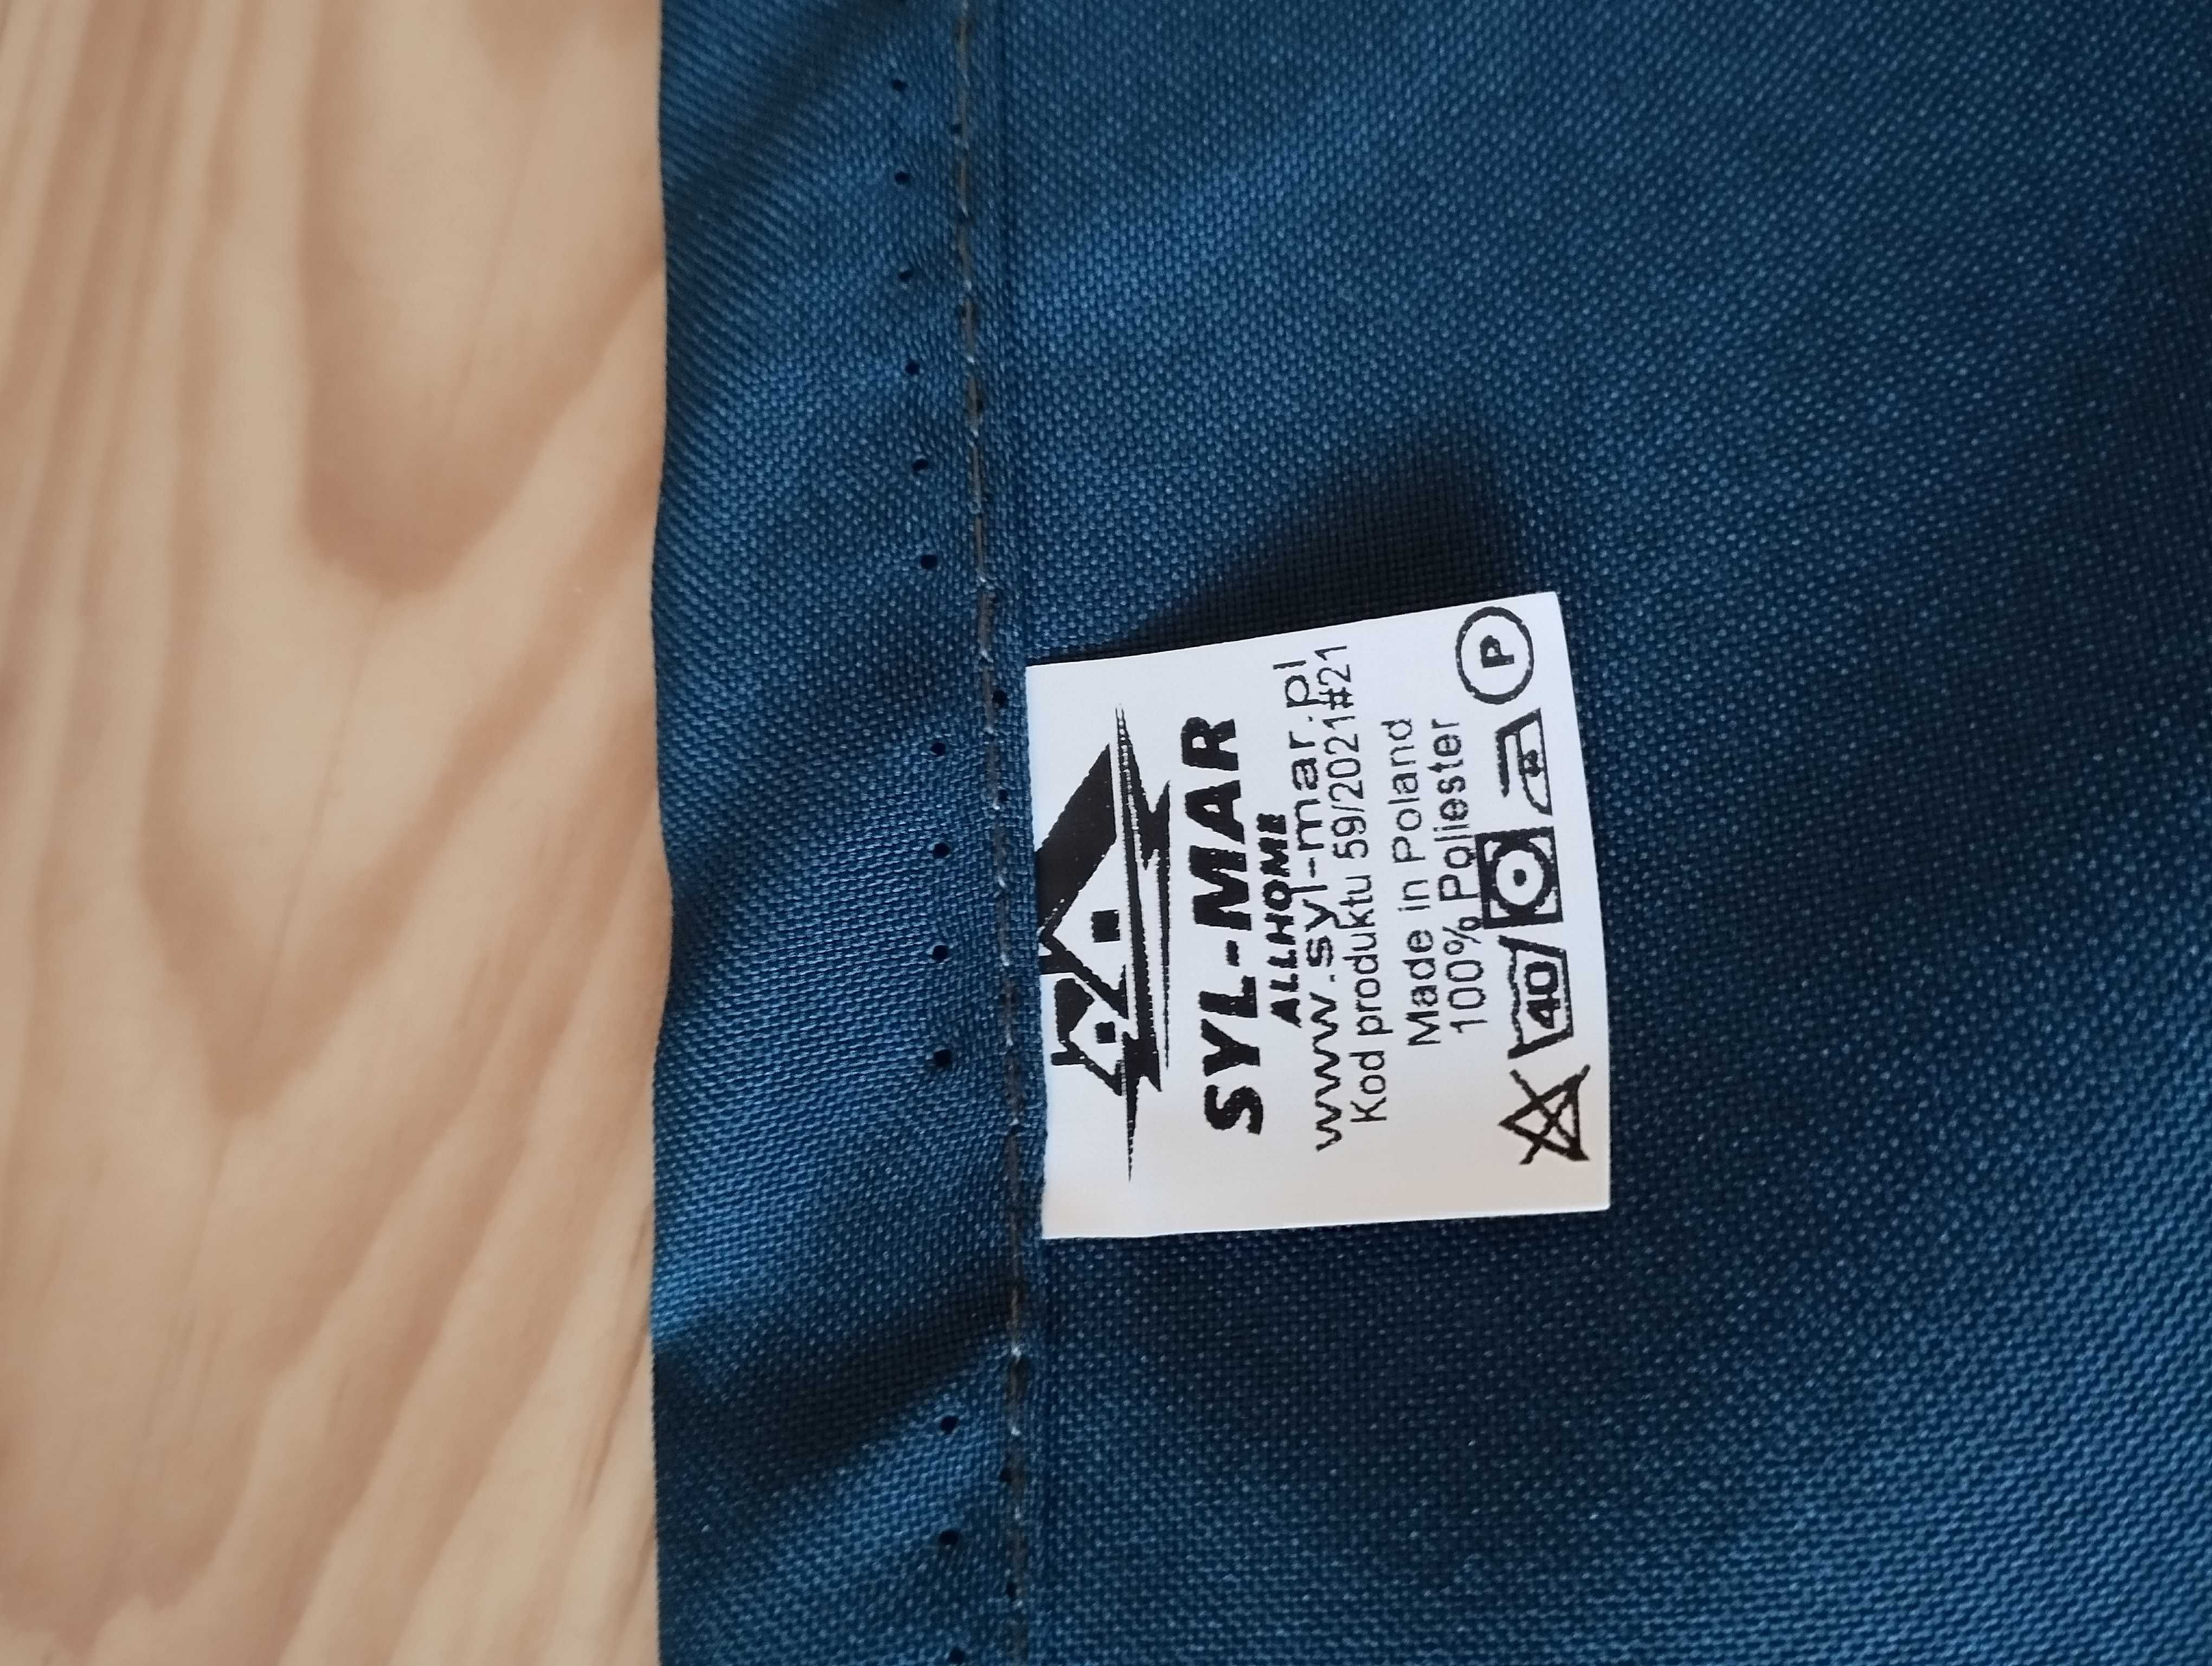 SYL-MAR
ALLHOME
www.syl-mar.pl
Kod produktu 59/2021#21
Made in Poland
100% Poliester
40 P